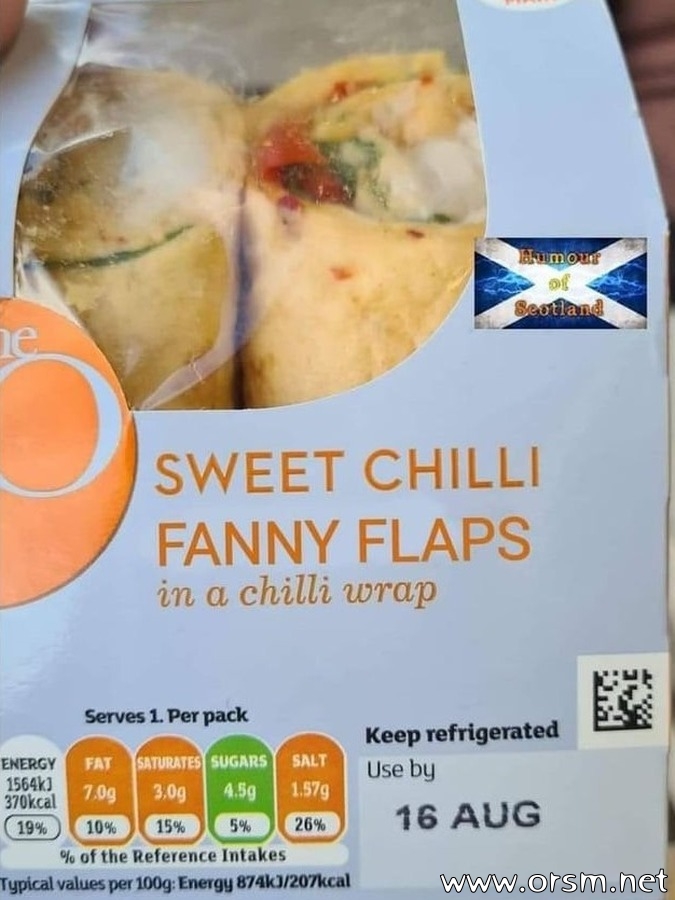 Humour
of
Scotland
SWEET CHILLI
FANNY FLAPS
in a chilli wrap
Serves 1. Per pack
ENERGY
1564kJ
370kcal
19%
FAT
7.0g
10%
SATURATES
3.0g
15%
SUGARS
4.5g
5%
SALT
1.57g
26%
% of the Reference Intakes
Typical values per 100g: Energy 874kJ/207kcal
Keep refrigerated
Use by
16 AUG
www.orsm.net